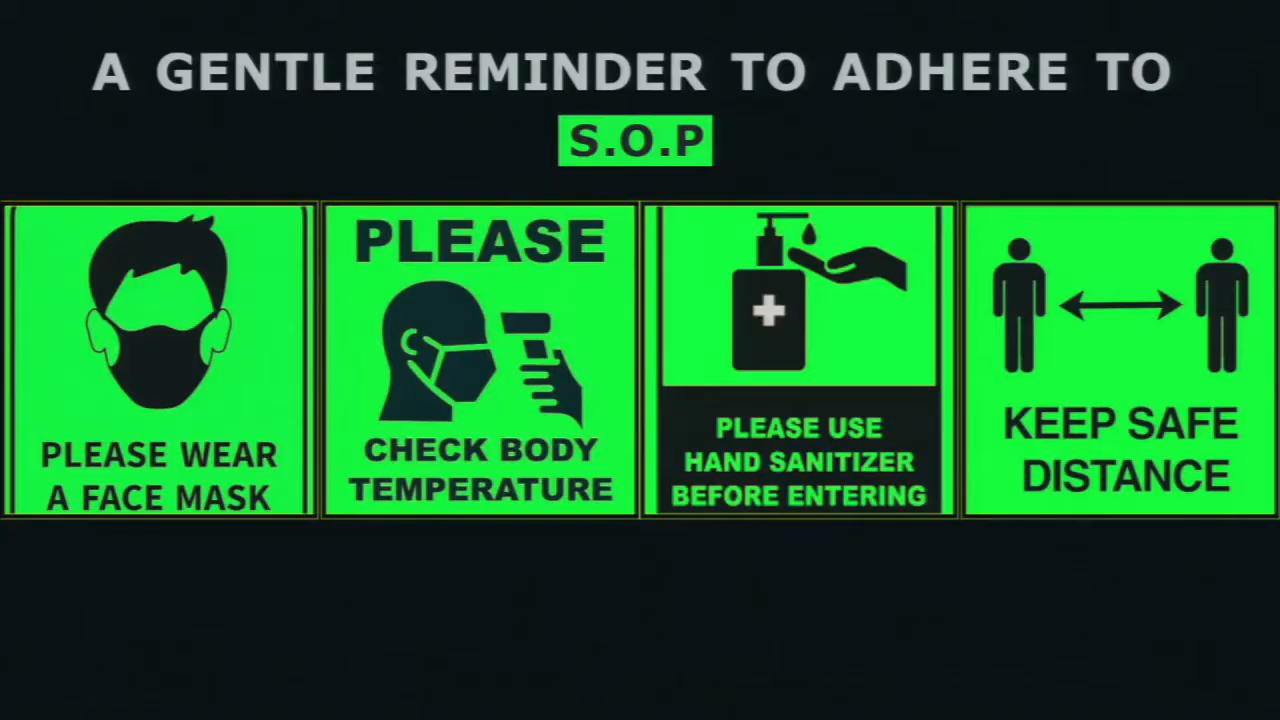 A GENTLE REMINDER TO ADHERE TO
S.O.P
PLEASE WEAR
A FACE MASK
PLEASE
CHECK BODY
TEMPERATURE
PLEASE USE
HAND SANITIZER
BEFORE ENTERING
KEEP SAFE
DISTANCE